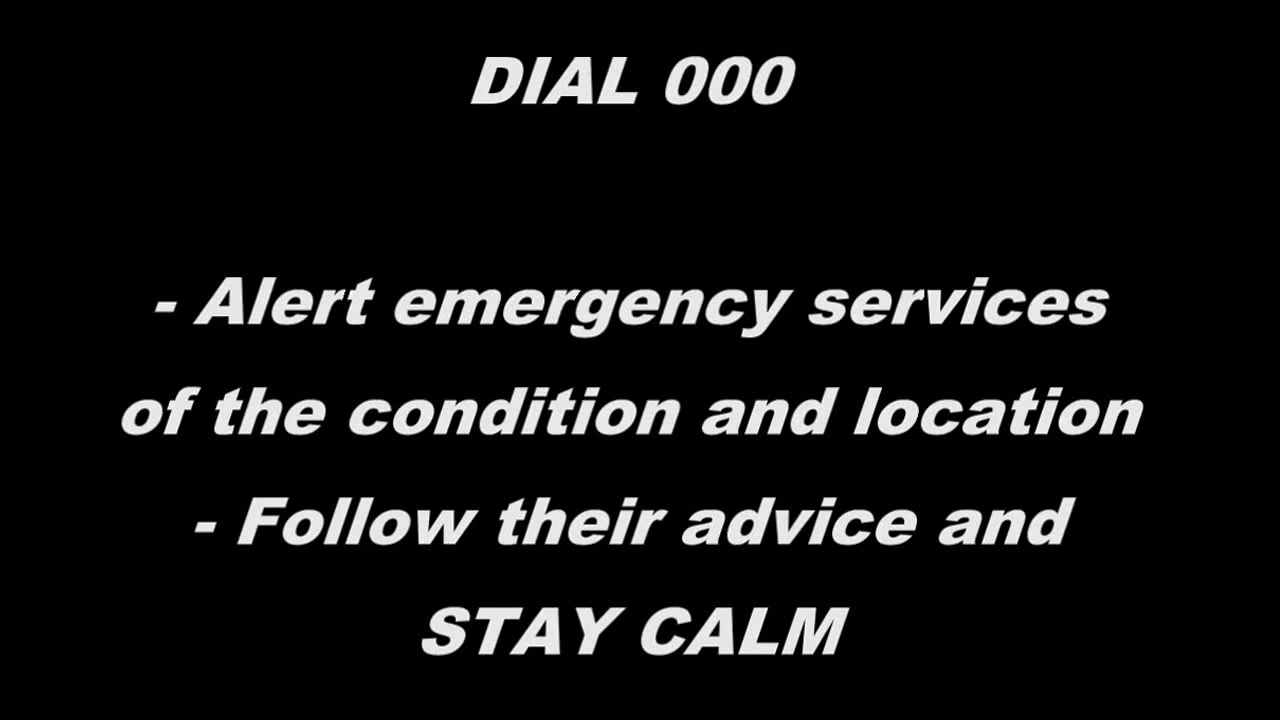 DIAL 000
- Alert emergency services
of the condition and location
- Follow their advice and
STAY CALM